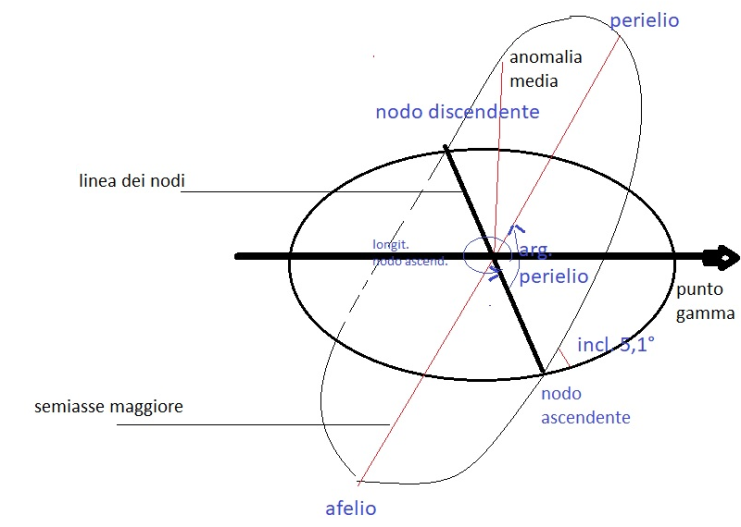 perielio
anomalia
media
nodo discendente
linea dei nodi
longit.
nodo ascend.
arg.
perielio
punto
gamma
incl. 5,1°
nodo
ascendente
semiasse maggiore
afelio